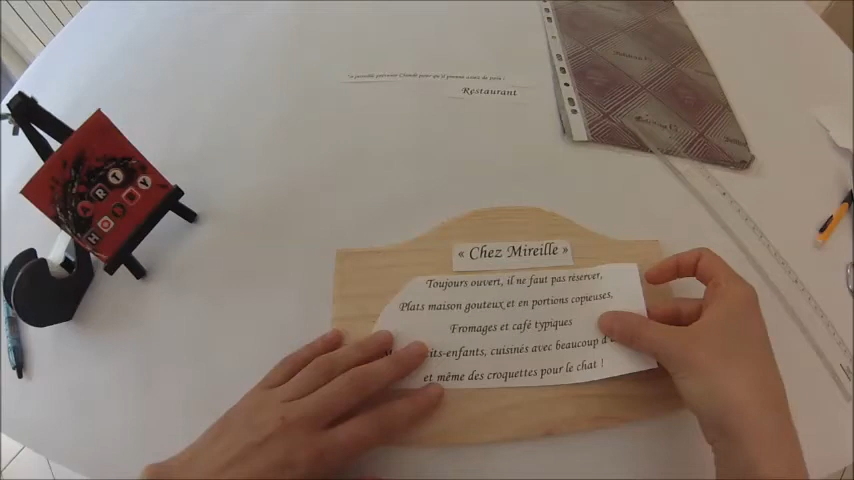 Restaurant
« Chez Mireille »
Toujours ouvert, il ne faut pas réserver,
Plats maison gouteux et en portions copieuses,
Fromages et café typiques
its-enfants, cuisinés avec beaucoup
et même des croquettes pour le chat !
ART
HOBBY